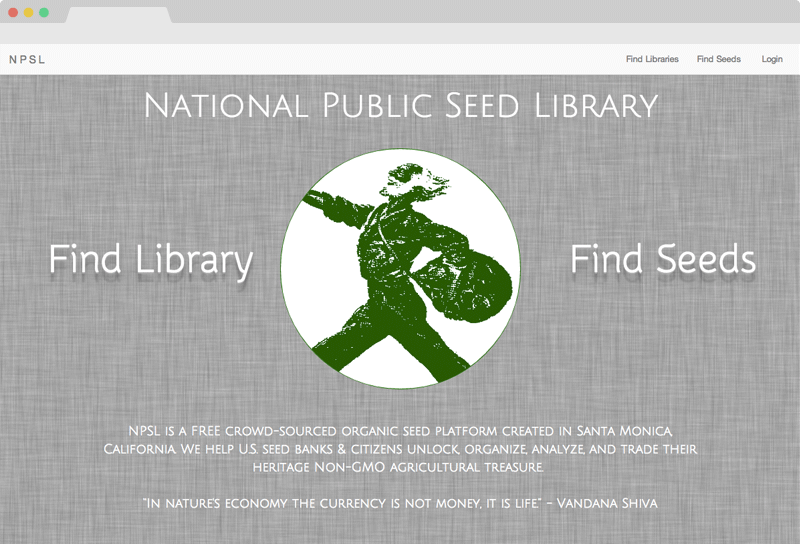 NPSL
Find Libraries Find Seeds Login
National Public Seed Library
Find Library
Find Seeds
NPSL is a FREE crowd-sourced organic seed platform created in Santa Monica,
California. We help U.S. seed banks & citizens unlock, organize, analyze, and trade their
heritage Non-GMO agricultural treasure.
"In nature's economy the currency is not money, it is life." - Vandana Shiva